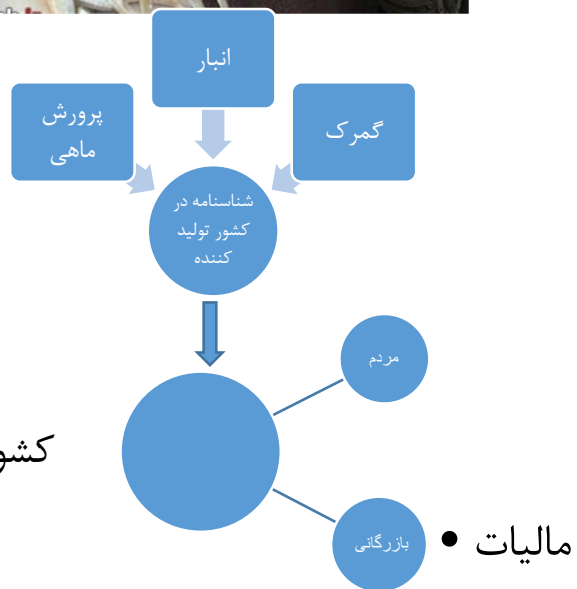 انبار
پرورش
ماهی
گمرک
شناسنامه در
کشور تولید
کننده
مردم
بازرگانی
مالیات •